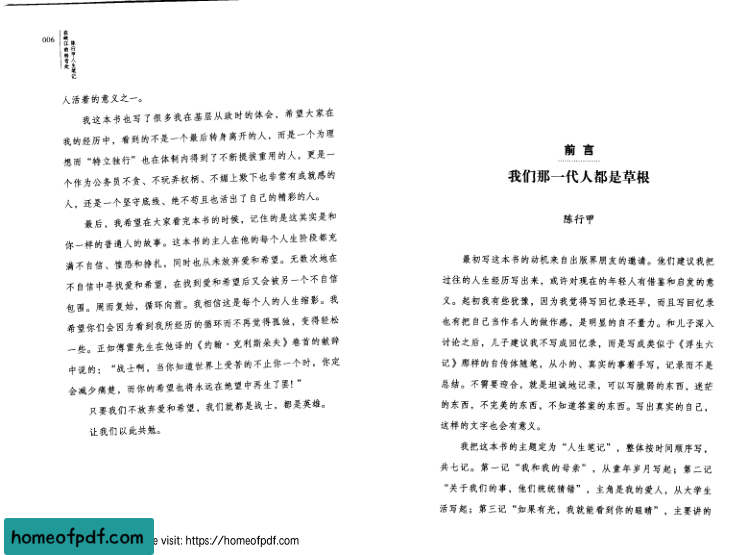 006
在峡江的转弯处
陈行甲人生笔记
人活着的意义之一。
我这本书也写了很多我在基层从政时的体会，希望大家在
我的经历中，看到的不是一个最后转身离开的人，而是一个为理
想而“特立独行”也在体制内得到了不断提拔重用的人，更是一
个作为公务员不贪、不玩弄权柄、不媚上欺下也非常有成就感的
人，还是一个坚守底线、绝不苟且也活出了自己的精彩的人。
最后，我希望在大家看完本书的时候，记住的是这其实是和
你一样的普通人的故事。这本书的主人在他的每个人生阶段都充
满不自信、惶恐和挣扎，同时也从未放弃爱和希望。无数次地在
不自信中寻找爱和希望，在找到爱和希望后又会被另一个不自信
包围。周而复始，循环向前。我相信这是每个人的人生缩影。我
希望你们会因为看到我所经历的循环而不再觉得孤独，变得轻松
一些。正如傅雷先生在他译的《约翰·克利斯朵夫》卷首的献辞
中说的：“战士啊，当你知道世界上受苦的不止你一个时，你定
会减少痛楚，而你的希望也将永远在绝望中再生了罢！”
只要我们不放弃爱和希望，我们就都是战士，都是英雄。
让我们以此共勉。
前 言
我们那一代人都是草根
陈行甲
最初写这本书的动机来自出版界朋友的邀请。他们建议我把
过往的人生经历写出来，或许对现在的年轻人有借鉴和启发的意
义。起初我有些犹豫，因为我觉得写回忆录还早，而且写回忆录
也有把自己当作名人的做作感，是明显的自不量力。和儿子深入
讨论之后，儿子建议我不写成回忆录，而是写成类似于《浮生六
记》那样的自传体随笔，从小的、真实的事着手写，记录而不是
总结。不需要迎合，就是坦诚地记录，可以写脆弱的东西，迷茫
的东西，不完美的东西，不知道答案的东西。写出真实的自己，
这样的文字也会有意义。
我把这本书的主题定为“人生笔记”，整体按时间顺序写，
共七记。第一记“我和我的母亲”，从童年岁月写起；第二记
“关于我们的事，他们统统猜错”，主角是我的爱人，从大学生
活写起；第三记“如果有光，我就能看到你的眼睛”，主要讲的
homeofpdf.com
e visit: https://homeofpdf.com